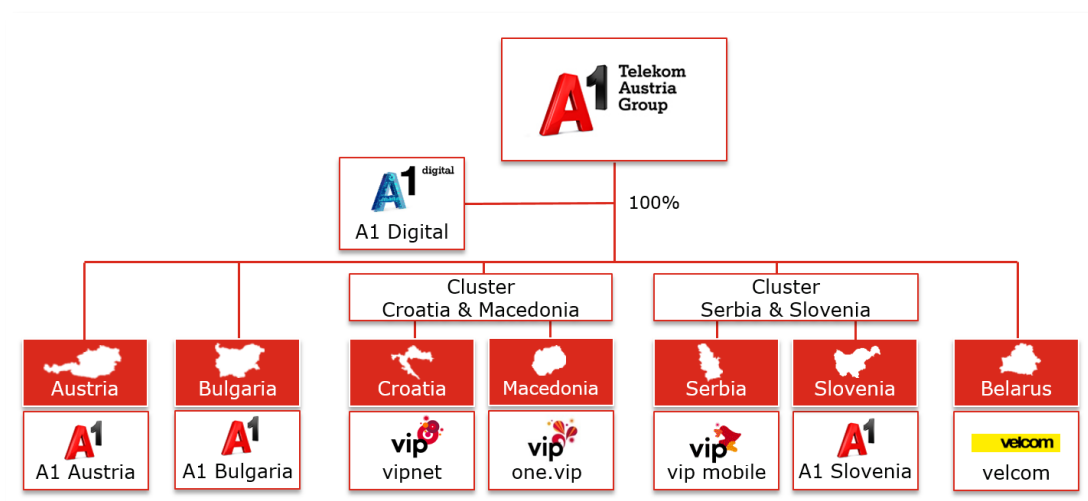 A1 Telekom
Austria
Group
A1 digital
A1 Digital
100%
Cluster
Croatia & Macedonia
Cluster
Serbia & Slovenia
Austria
Bulgaria
Croatia
Macedonia
Serbia
Slovenia
Belarus
A1
A1 Austria
A1
A1 Bulgaria
vip
vipnet
vip
one.vip
vip
vip mobile
A1
A1 Slovenia
velcom
velcom